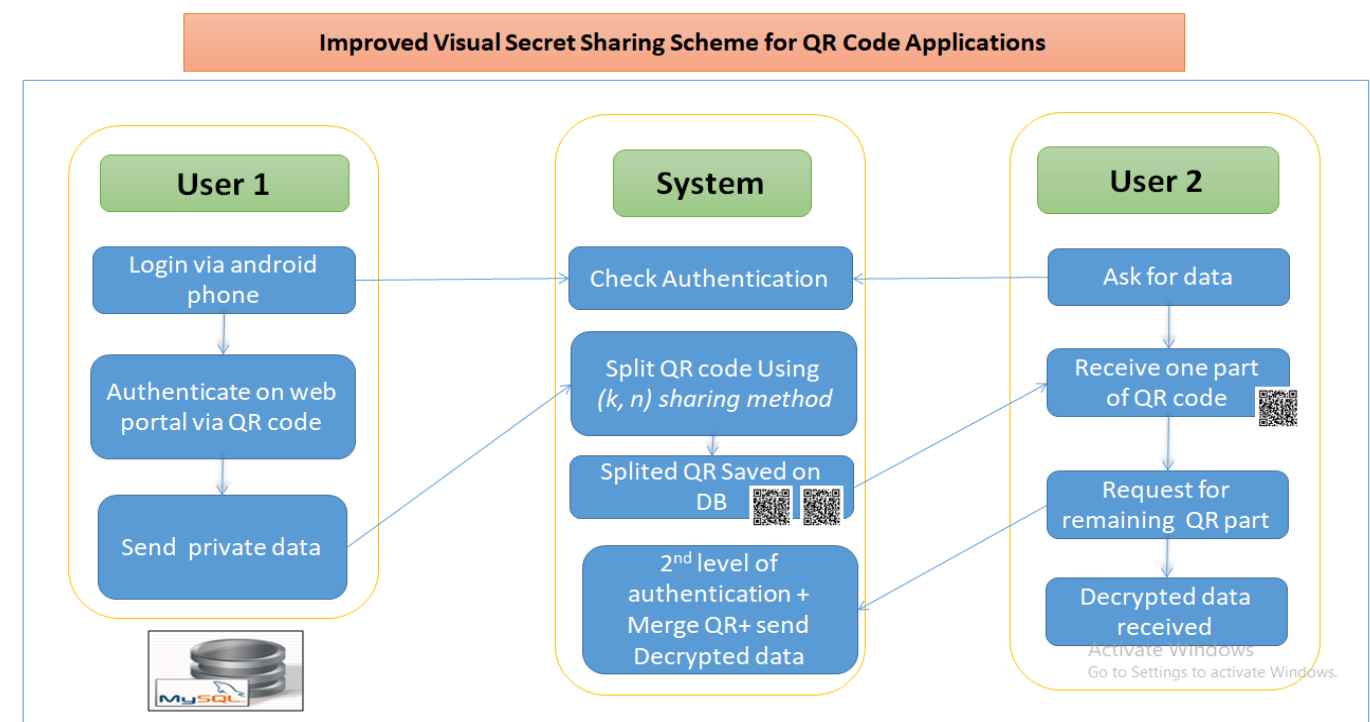 Improved Visual Secret Sharing Scheme for QR Code Applications
User 1
Login via android
phone
Authenticate on web
portal via QR code
Send private data
MySQL
System
Check Authentication
Split QR code Using
(k, n) sharing method
Splited QR Saved on
DB
2nd level of
authentication +
Merge QR+ send
Decrypted data
User 2
Ask for data
Receive one part
of QR code
Request for
remaining QR part
Decrypted data
received
Activate Windows
Go to Settings to activate Windows.